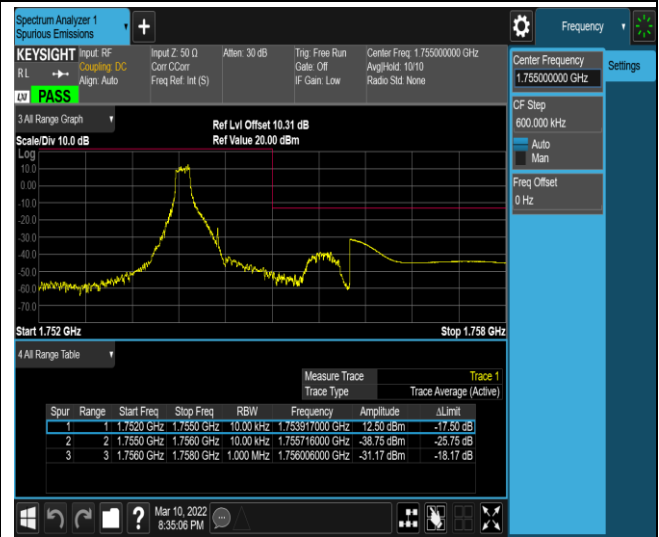 Spectrum Analyzer 1
Spurious Emissions
+
Frequency
KEYSIGHT Input: RF Input Z: 50 Ω Atten: 30 dB Trig: Free Run Center Freq: 1.755000000 GHz
RL Coupling: DC Corr CCorr Gate: Off Avg|Hold: 10/10
Align: Auto Freq Ref: Int (S) IF Gain: Low Radio Std: None
LXI PASS
Center Frequency
1.755000000 GHz
Settings
CF Step
600.000 kHz
Auto
Man
Freq Offset
0 Hz
3 All Range Graph
Ref Lvl Offset 10.31 dB
Scale/Div 10.0 dB Ref Value 20.00 dBm
Log
10.0
0.00
-10.0
-20.0
-30.0
-40.0
-50.0
-60.0
-70.0
Start 1.752 GHz Stop 1.758 GHz
4 All Range Table
Measure Trace Trace 1
Trace Type Trace Average (Active)
Spur Range Start Freq Stop Freq RBW Frequency Amplitude ΔLimit
1 1 1.7520 GHz 1.7550 GHz 10.00 kHz 1.753917000 GHz 12.50 dBm -17.50 dB
2 2 1.7550 GHz 1.7560 GHz 10.00 kHz 1.755716000 GHz -38.75 dBm -25.75 dB
3 3 1.7560 GHz 1.7580 GHz 1.000 MHz 1.756006000 GHz -31.17 dBm -18.17 dB
? Mar 10, 2022
8:35:06 PM